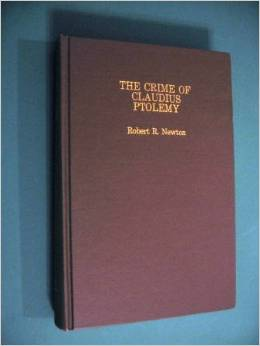 THE CRIME OF
CLAUDIUS
PTOLEMY
Robert R. Newton